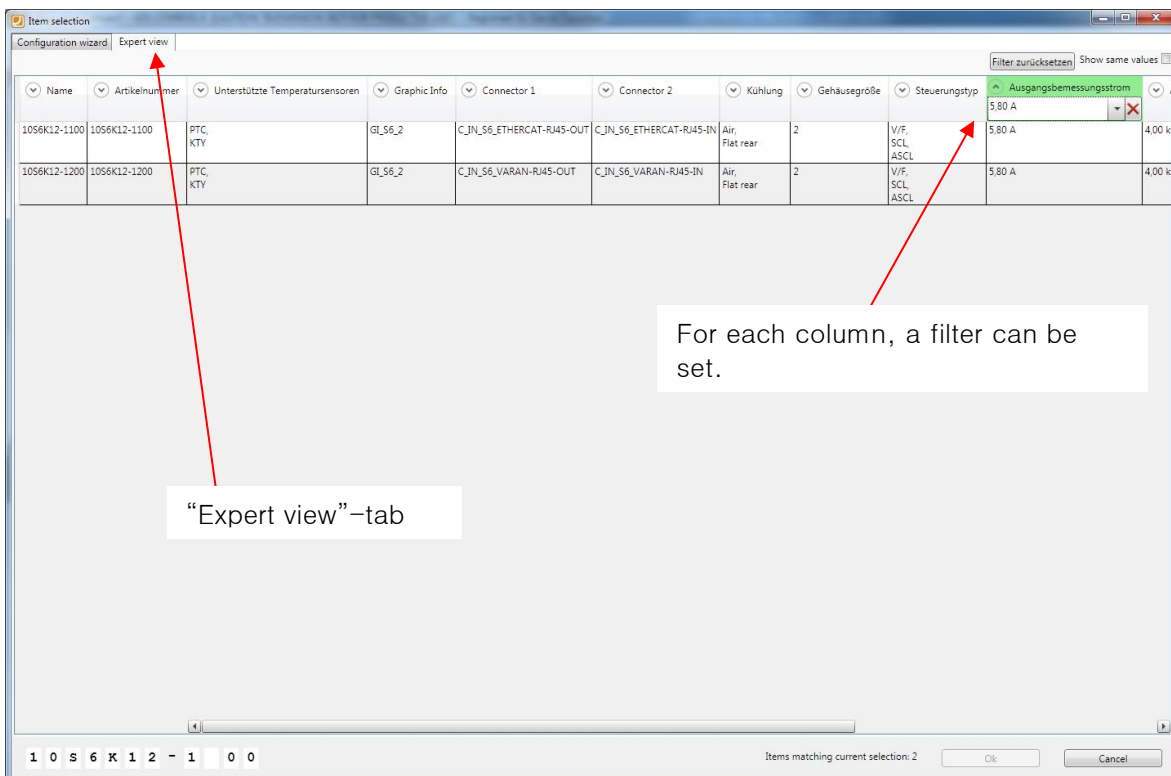 Item selection
Configuration wizard Expert view
Filter zurücksetzen Show same values
Name Artikelnummer Unterstützte Temperatursensoren Graphic Info Connector 1 Connector 2 Kühlung Gehäusegröße Steuerungstyp Ausgangsbemessungsstrom
5,80 A
10S6K12-1100 10S6K12-1100 PTC, GI_S6_2 C_IN_S6_ETHERCAT-RJ45-OUT C_IN_S6_ETHERCAT-RJ45-IN Air, 2 V/F, 5,80 A 4,00 k
KTY Flat rear SCL,
ASCL
10S6K12-1200 10S6K12-1200 PTC, GI_S6_2 C_IN_S6_VARAN-RJ45-OUT C_IN_S6_VARAN-RJ45-IN Air, 2 V/F, 5,80 A 4,00 k
KTY Flat rear SCL,
ASCL
For each column, a filter can be
set.
“Expert view”-tab
1 0 S 6 K 1 2 - 1 0 0
Items matching current selection: 2 Ok Cancel